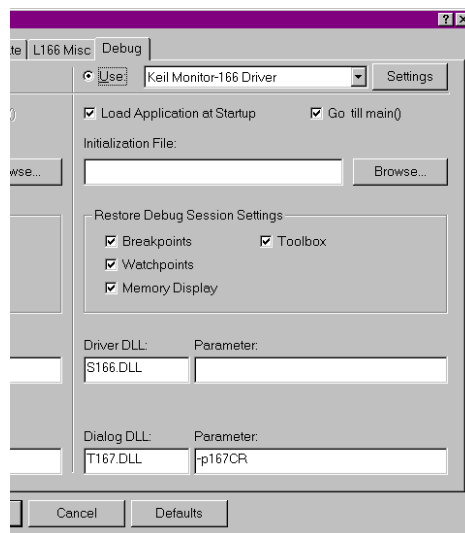 te L166 Misc Debug
Use: Keil Monitor-166 Driver Settings
Load Application at Startup Go till main()
Initialization File:
wse... Browse...
Restore Debug Session Settings
Breakpoints Toolbox
Watchpoints
Memory Display
Driver DLL: Parameter:
S166.DLL
Dialog DLL: Parameter:
T167.DLL -p167CR
Cancel Defaults